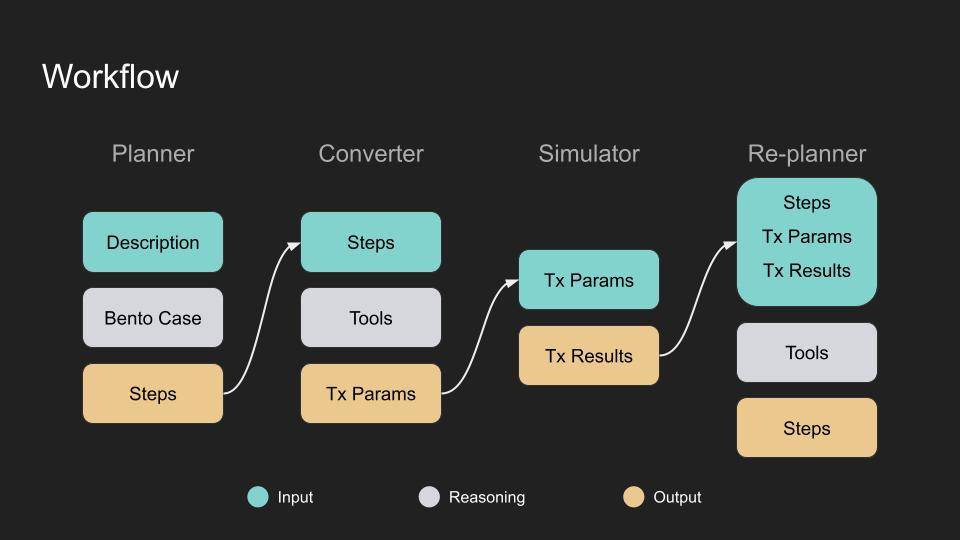 Workflow
Planner
Description
Bento Case
Steps
Converter
Steps
Tools
Tx Params
Simulator
Tx Params
Tx Results
Re-planner
Steps
Tx Params
Tx Results
Tools
Steps
Input
Reasoning
Output